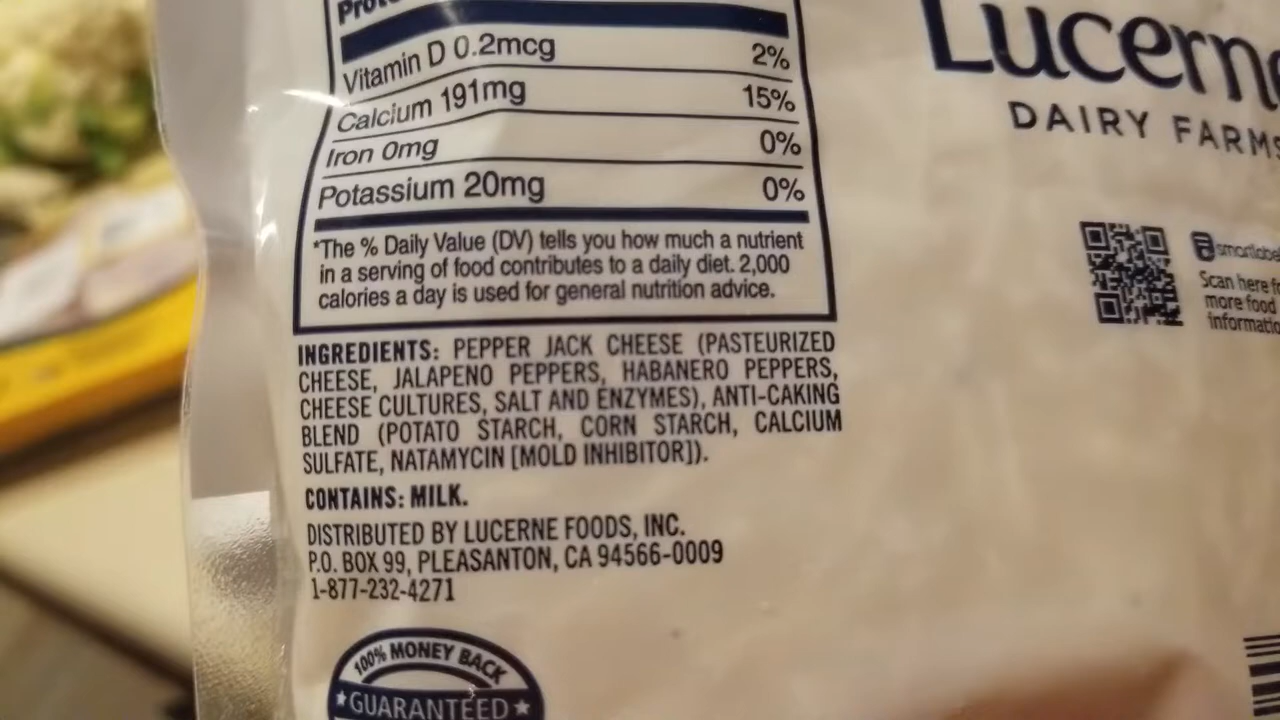 Vitamin D 0.2mcg 2%
Calcium 191mg 15%
Iron 0mg 0%
Potassium 20mg 0%
*The % Daily Value (DV) tells you how much a nutrient
in a serving of food contributes to a daily diet. 2,000
calories a day is used for general nutrition advice.
INGREDIENTS: PEPPER JACK CHEESE (PASTEURIZED
CHEESE, JALAPENO PEPPERS, HABANERO PEPPERS,
CHEESE CULTURES, SALT AND ENZYMES), ANTI-CAKING
BLEND (POTATO STARCH, CORN STARCH, CALCIUM
SULFATE, NATAMYCIN [MOLD INHIBITOR]).
CONTAINS: MILK.
DISTRIBUTED BY LUCERNE FOODS, INC.
P.O. BOX 99, PLEASANTON, CA 94566-0009
1-877-232-4271
100% MONEY BACK
GUARANTEED
Lucerne
DAIRY FARMS
smartlabel
Scan here
more food
information